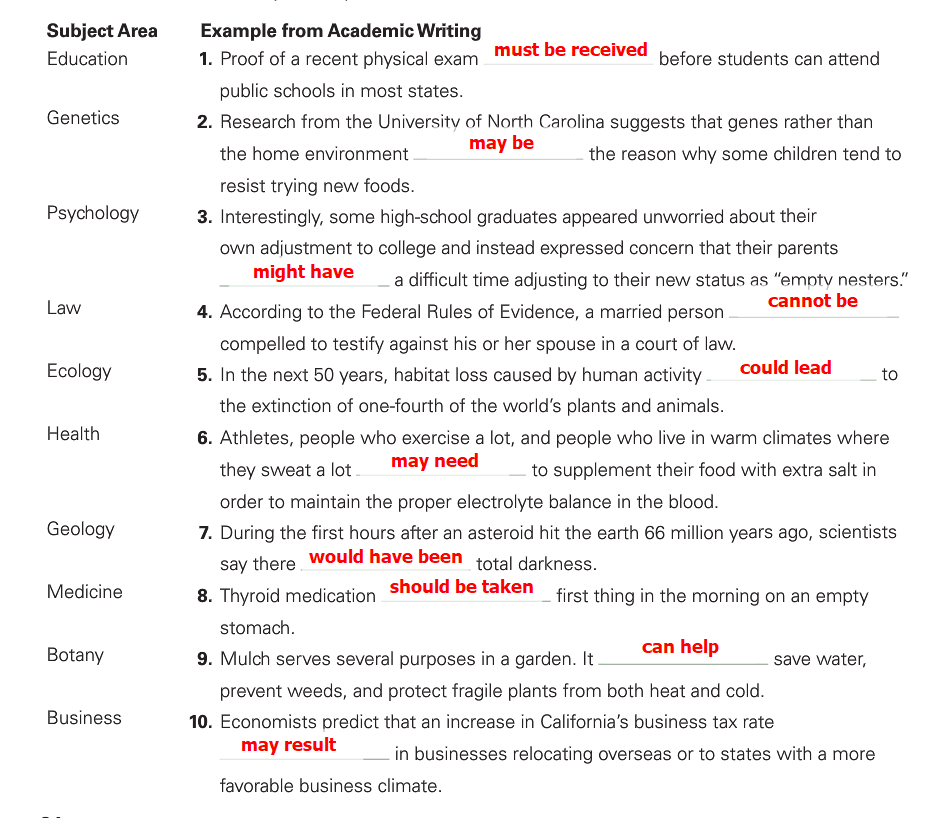 Subject Area Example from Academic Writing
Education 1. Proof of a recent physical exam must be received before students can attend
public schools in most states.
Genetics 2. Research from the University of North Carolina suggests that genes rather than
the home environment may be the reason why some children tend to
resist trying new foods.
Psychology 3. Interestingly, some high-school graduates appeared unworried about their
own adjustment to college and instead expressed concern that their parents
might have a difficult time adjusting to their new status as “empty nesters.”
Law 4. According to the Federal Rules of Evidence, a married person cannot be
compelled to testify against his or her spouse in a court of law.
Ecology 5. In the next 50 years, habitat loss caused by human activity could lead to
the extinction of one-fourth of the world’s plants and animals.
Health 6. Athletes, people who exercise a lot, and people who live in warm climates where
they sweat a lot may need to supplement their food with extra salt in
order to maintain the proper electrolyte balance in the blood.
Geology 7. During the first hours after an asteroid hit the earth 66 million years ago, scientists
say there would have been total darkness.
Medicine 8. Thyroid medication should be taken first thing in the morning on an empty
stomach.
Botany 9. Mulch serves several purposes in a garden. It can help save water,
prevent weeds, and protect fragile plants from both heat and cold.
Business 10. Economists predict that an increase in California’s business tax rate
may result in businesses relocating overseas or to states with a more
favorable business climate.